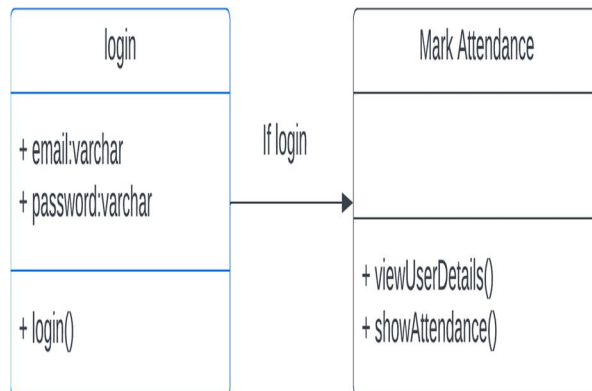 login
+ email:varchar
+ password:varchar
+ login()
If login
Mark Attendance
+ viewUserDetails()
+ showAttendance()